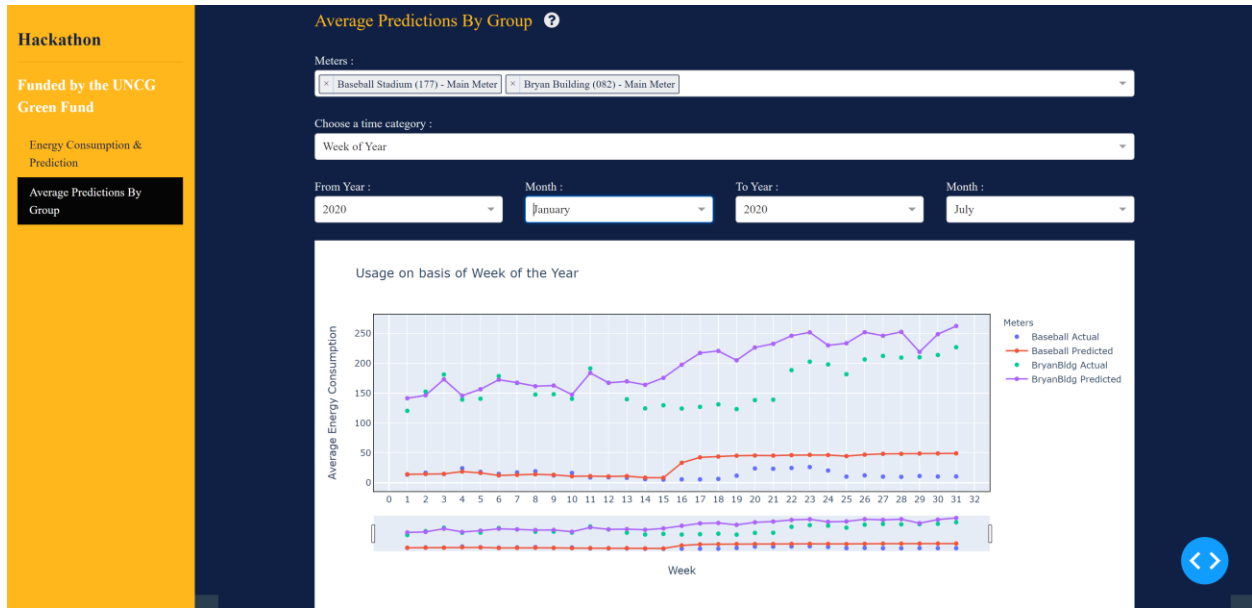 Hackathon
Funded by the UNCG
Green Fund
Energy Consumption &
Prediction
Average Predictions By
Group
Average Predictions By Group ?
Meters :
× Baseball Stadium (177) - Main Meter × Bryan Building (082) - Main Meter
Choose a time category :
Week of Year
From Year : Month : To Year : Month :
2020 January 2020 July
Usage on basis of Week of the Year
Average Energy Consumption
250
200
150
100
50
0
0 1 2 3 4 5 6 7 8 9 10 11 12 13 14 15 16 17 18 19 20 21 22 23 24 25 26 27 28 29 30 31 32
Week
Meters
Baseball Actual
Baseball Predicted
BryanBldg Actual
BryanBldg Predicted